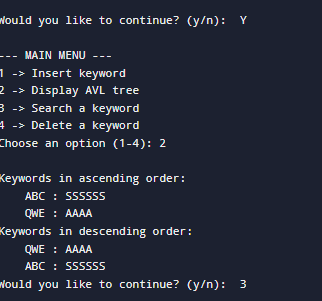 Would you like to continue? (y/n):  Y
--- MAIN MENU ---
1 -> Insert keyword
2 -> Display AVL tree
3 -> Search a keyword
4 -> Delete a keyword
Choose an option (1-4): 2
Keywords in ascending order:
ABC : SSSSSS
QWE : AAAA
Keywords in descending order:
QWE : AAAA
ABC : SSSSSS
Would you like to continue? (y/n):  3